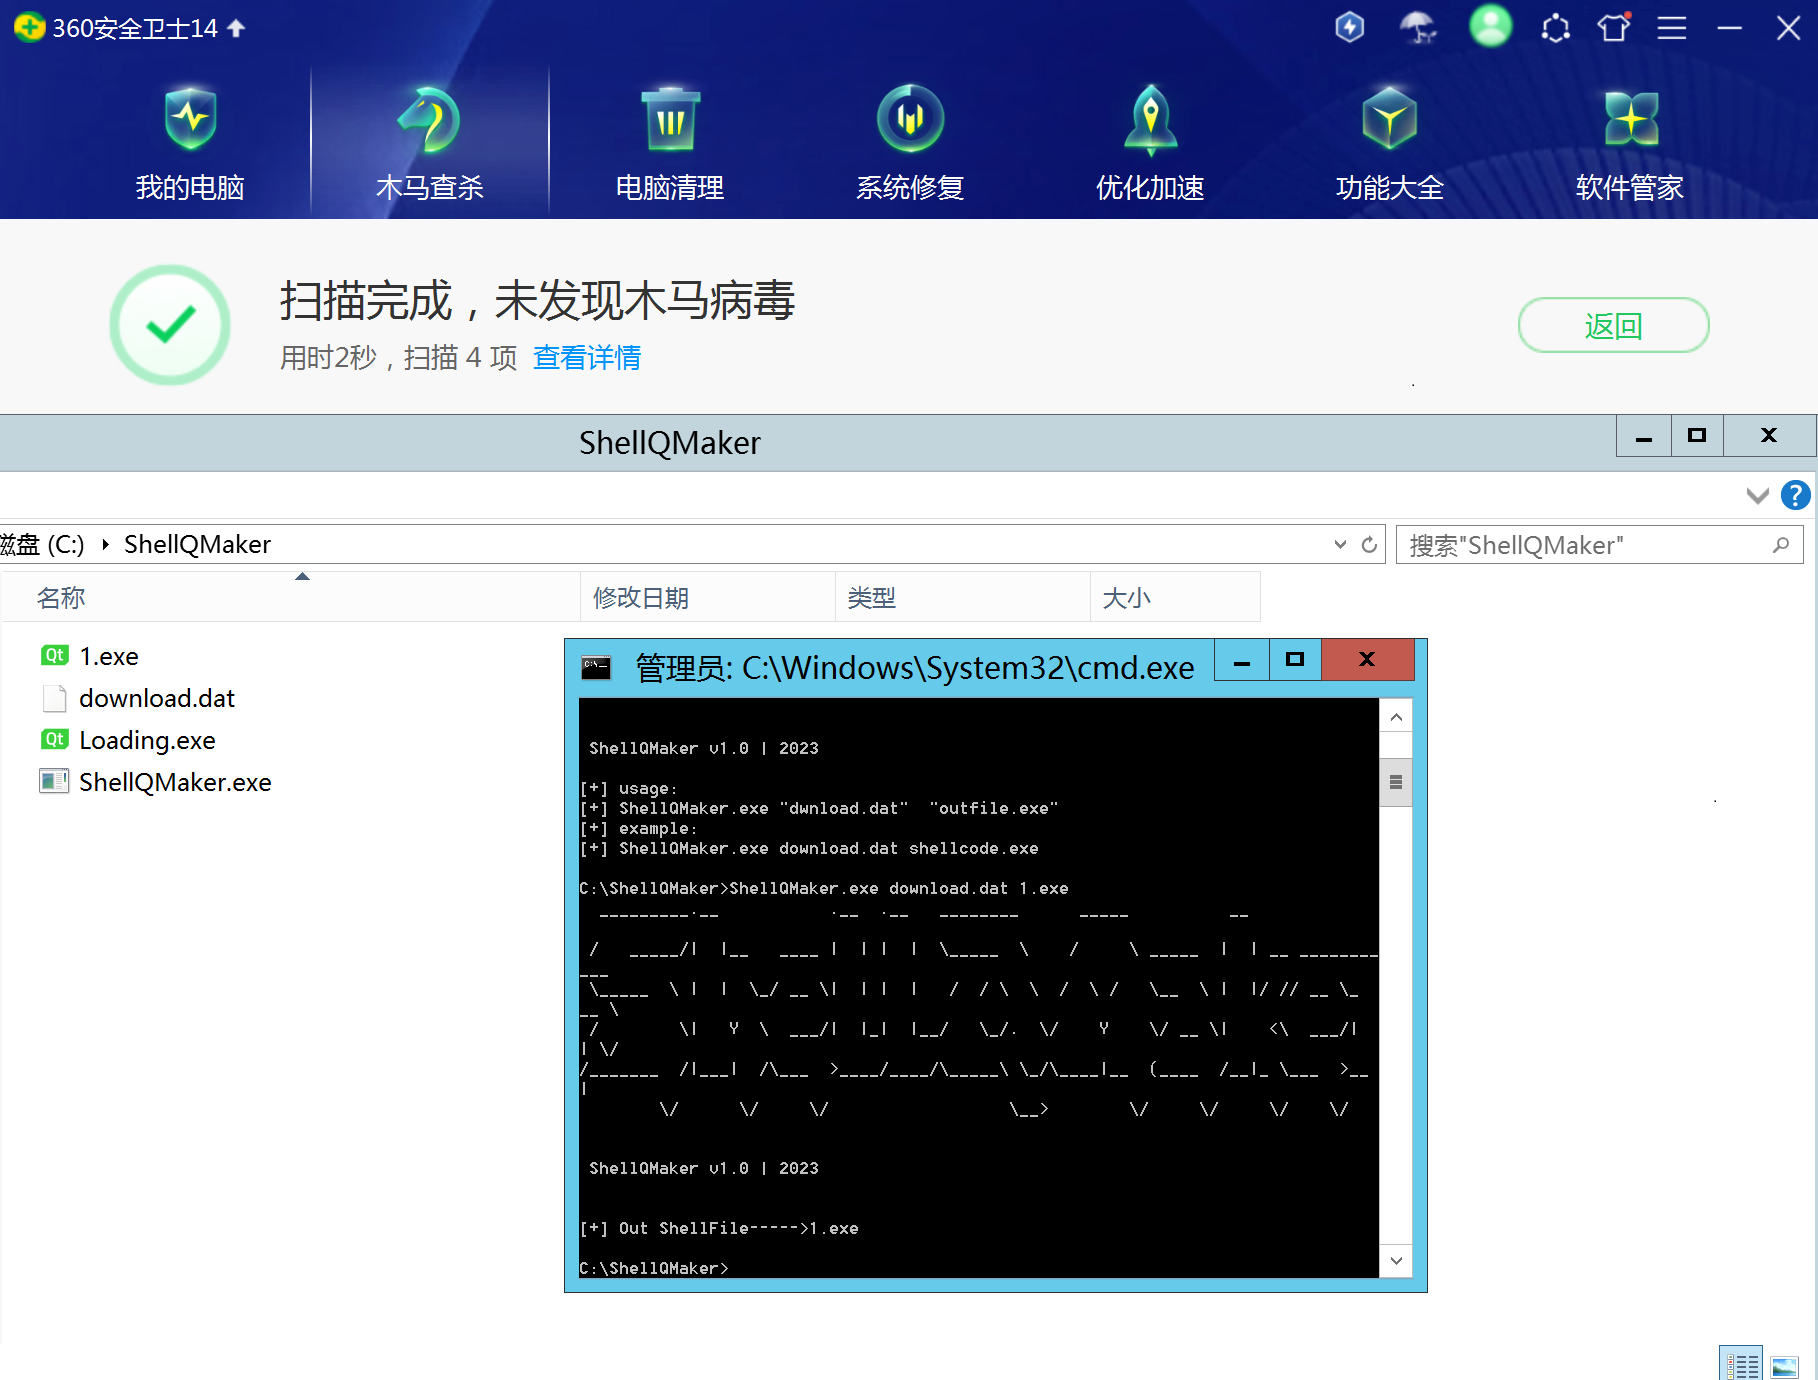 360安全卫士14
我的电脑
木马查杀
电脑清理
系统修复
优化加速
功能大全
软件管家
扫描完成，未发现木马病毒
返回
用时2秒，扫描 4 项 查看详情
ShellQMaker
磁盘 (C:) ShellQMaker
搜索"ShellQMaker"
名称 修改日期 类型 大小
Qt 1.exe
download.dat
Qt Loading.exe
ShellQMaker.exe
管理员: C:\Windows\System32\cmd.exe
ShellQMaker v1.0 | 2023
[+] usage:
[+] ShellQMaker.exe "dwnload.dat"  "outfile.exe"
[+] example:
[+] ShellQMaker.exe download.dat shellcode.exe
C:\ShellQMaker>ShellQMaker.exe download.dat 1.exe
ShellQMaker v1.0 | 2023
[+] Out ShellFile----->1.exe
C:\ShellQMaker>